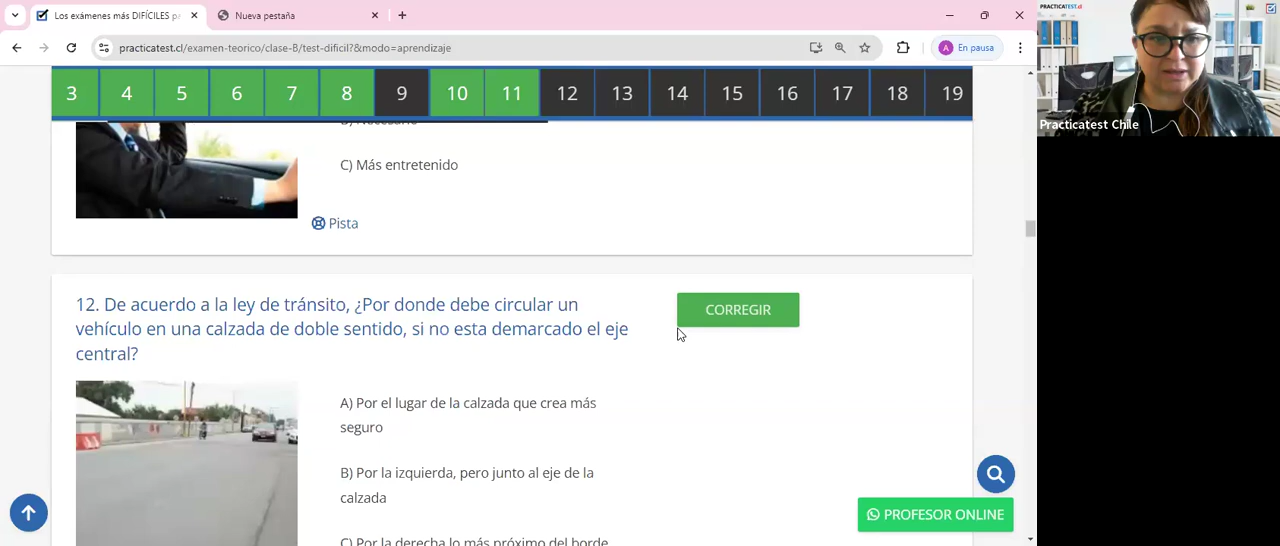 Los exámenes más DIFÍCILES pa
Nueva pestaña
practicatest.cl/examen-teorico/clase-B/test-dificil?&modo=aprendizaje
A
En pausa
PRACTICATEST.cl
Practicatest Chile
3 4 5 6 7 8 9 10 11 12 13 14 15 16 17 18 19
B) Necesario
C) Más entretenido
Pista
12. De acuerdo a la ley de tránsito, ¿Por donde debe circular un
vehículo en una calzada de doble sentido, si no esta demarcado el eje
central?
CORREGIR
A) Por el lugar de la calzada que crea más
seguro
B) Por la izquierda, pero junto al eje de la
calzada
C) Por la derecha lo más próximo del borde
PROFESOR ONLINE